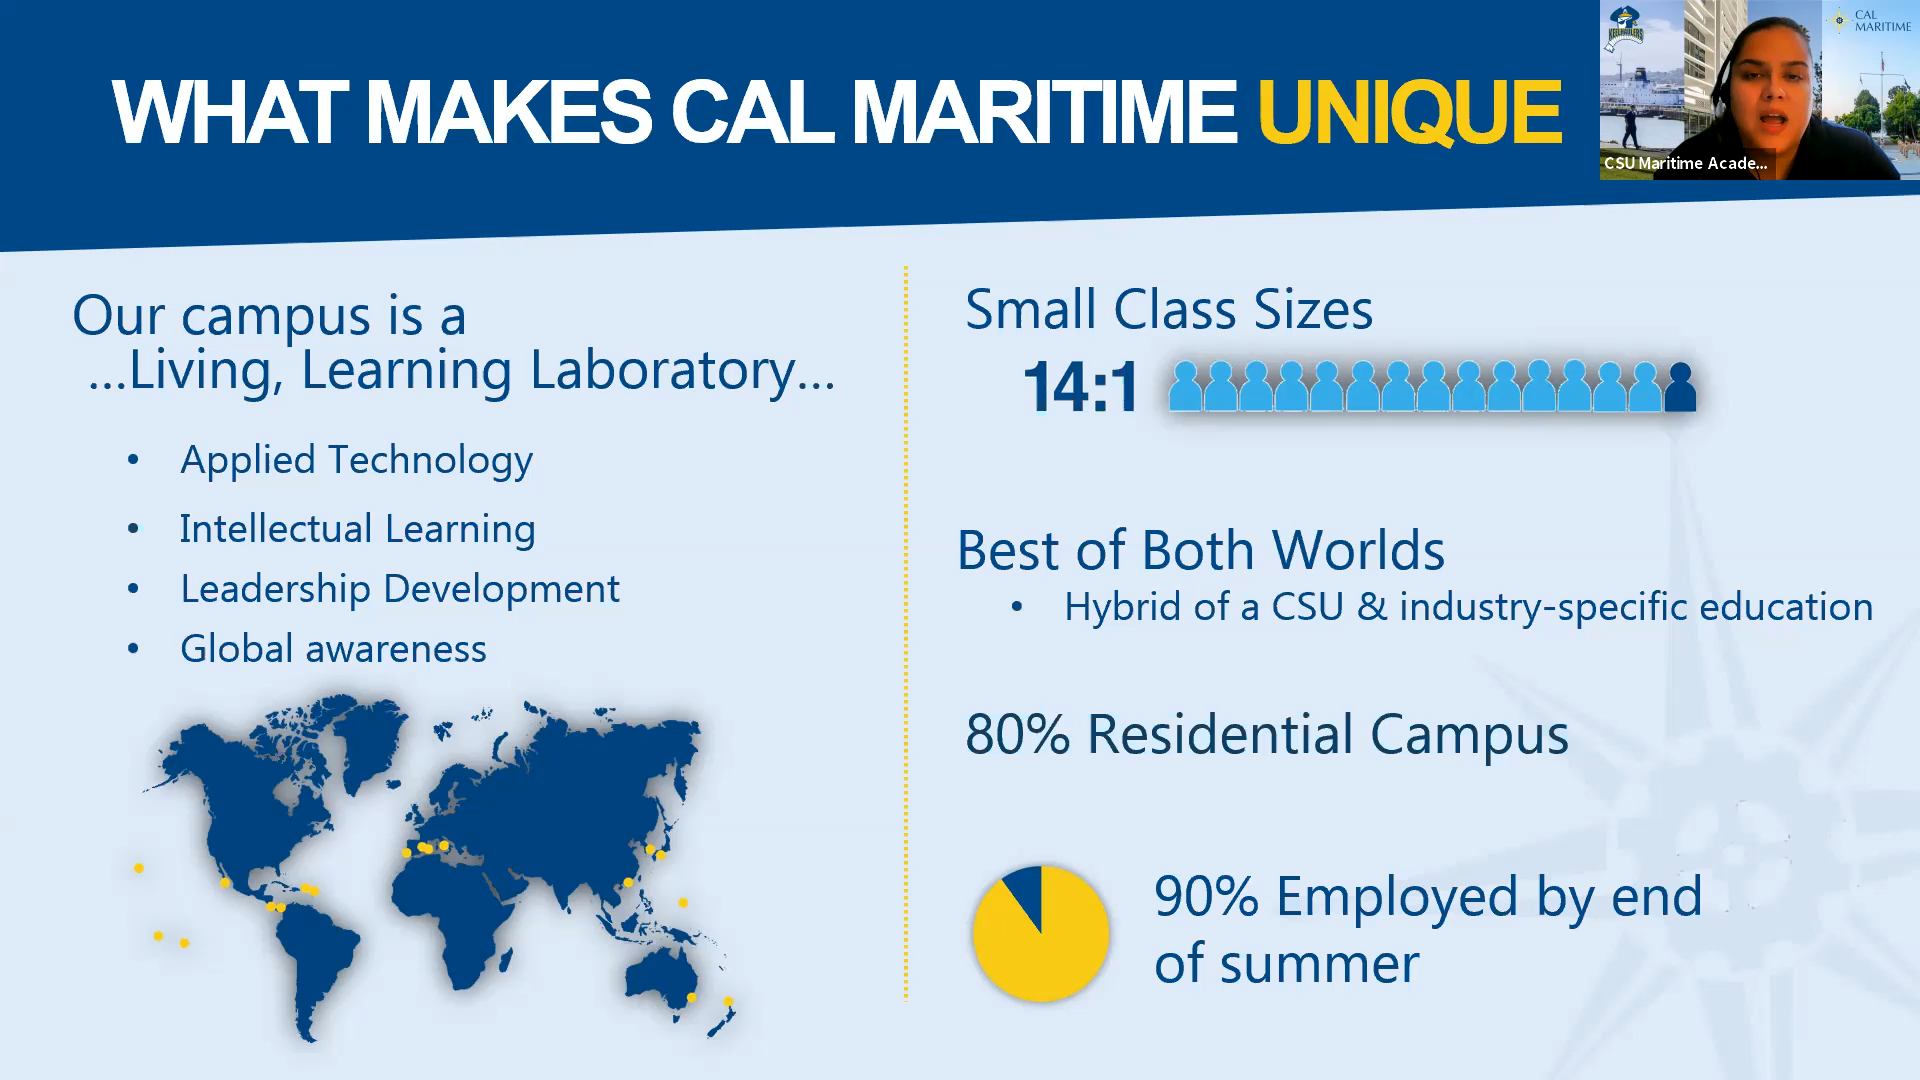 WHAT MAKES CAL MARITIME UNIQUE
KEELHAULERS
CAL
MARITIME
CSU Maritime Acade...
Our campus is a
...Living, Learning Laboratory...
• Applied Technology
• Intellectual Learning
• Leadership Development
• Global awareness
Small Class Sizes
14:1
Best of Both Worlds
• Hybrid of a CSU & industry-specific education
80% Residential Campus
90% Employed by end
of summer